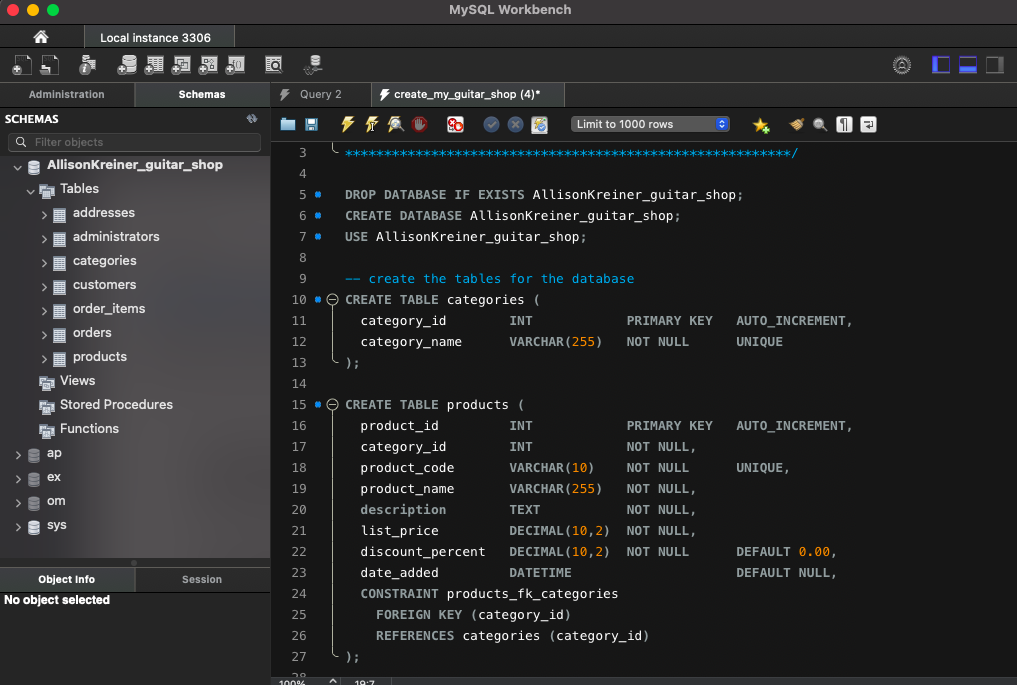 MySQL Workbench
Local instance 3306
Administration
Schemas
Query 2
create_my_guitar_shop (4)*
SCHEMAS
Filter objects
AllisonKreiner_guitar_shop
Tables
addresses
administrators
categories
customers
order_items
orders
products
Views
Stored Procedures
Functions
ap
ex
om
sys
Object Info
Session
No object selected
Limit to 1000 rows
3 ***********************************************************/
4
5 DROP DATABASE IF EXISTS AllisonKreiner_guitar_shop;
6 CREATE DATABASE AllisonKreiner_guitar_shop;
7 USE AllisonKreiner_guitar_shop;
8
9 -- create the tables for the database
10 CREATE TABLE categories (
11 category_id INT PRIMARY KEY AUTO_INCREMENT,
12 category_name VARCHAR(255) NOT NULL UNIQUE
13 );
14
15 CREATE TABLE products (
16 product_id INT PRIMARY KEY AUTO_INCREMENT,
17 category_id INT NOT NULL,
18 product_code VARCHAR(10) NOT NULL UNIQUE,
19 product_name VARCHAR(255) NOT NULL,
20 description TEXT NOT NULL,
21 list_price DECIMAL(10,2) NOT NULL,
22 discount_percent DECIMAL(10,2) NOT NULL DEFAULT 0.00,
23 date_added DATETIME DEFAULT NULL,
24 CONSTRAINT products_fk_categories
25 FOREIGN KEY (category_id)
26 REFERENCES categories (category_id)
27 );
28
100% 19:7